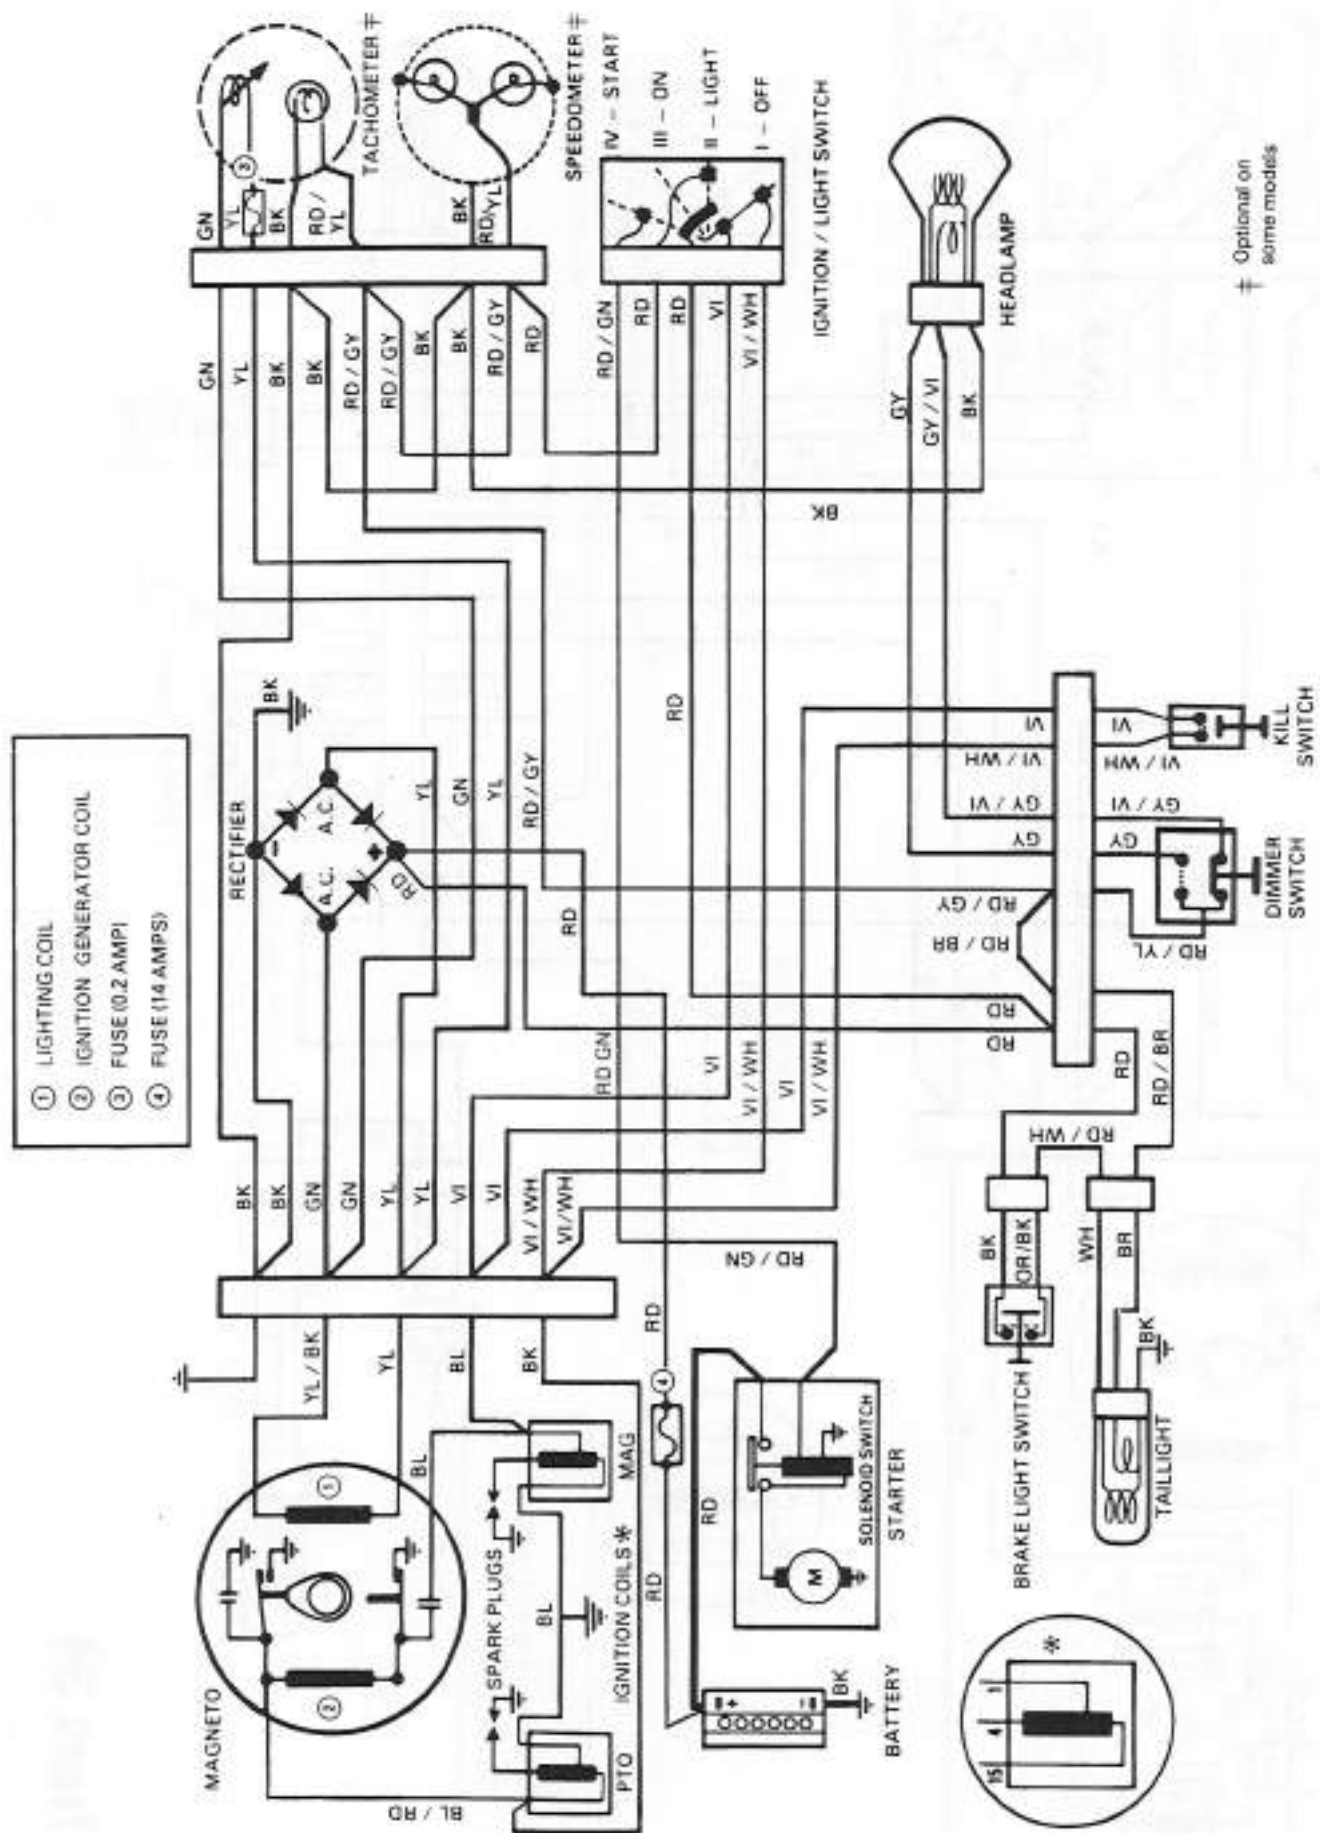 ① LIGHTING COIL
② IGNITION GENERATOR COIL
③ FUSE (0.2 AMP)
④ FUSE (14 AMPS)
MAGNETO
②
①
BL / RD
BL
YL / BK
YL
BL
BK
SPARK PLUGS
BL
PTO
MAG
IGNITION COILS *
RD
④
RD
BATTERY
BK
RD
M
SOLENOID SWITCH
STARTER
RD / GN
BK
BK
GN
GN
YL
YL
VI
VI
VI / WH
VI/WH
RECTIFIER
BK
A.C.
A.C.
-
+
RD
YL
GN
YL
RD / GY
RD
RD GN
RD
VI
VI / WH
VI
VI / WH
GN
YL
BK
BK
RD / GY
RD / GY
BK
BK
RD / GY
RD
GN
YL
③
BK
RD /
YL
BK
RD/YL
TACHOMETER ‡
SPEEDOMETER ‡
RD / GN
RD
RD
VI
VI / WH
IV – START
III – ON
II – LIGHT
I – OFF
IGNITION / LIGHT SWITCH
BK
GY
GY / VI
BK
HEADLAMP
‡ Optional on
some models
RD
RD
RD / BR
RD / GY
GY
GY / VI
VI / WH
VI
RD
RD / BR
RD / YL
GY
GY / VI
VI / WH
VI
DIMMER
SWITCH
KILL
SWITCH
RD / WH
BK
OR/BK
WH
BR
BK
BRAKE LIGHT SWITCH
TAILLIGHT
*
15
4
1